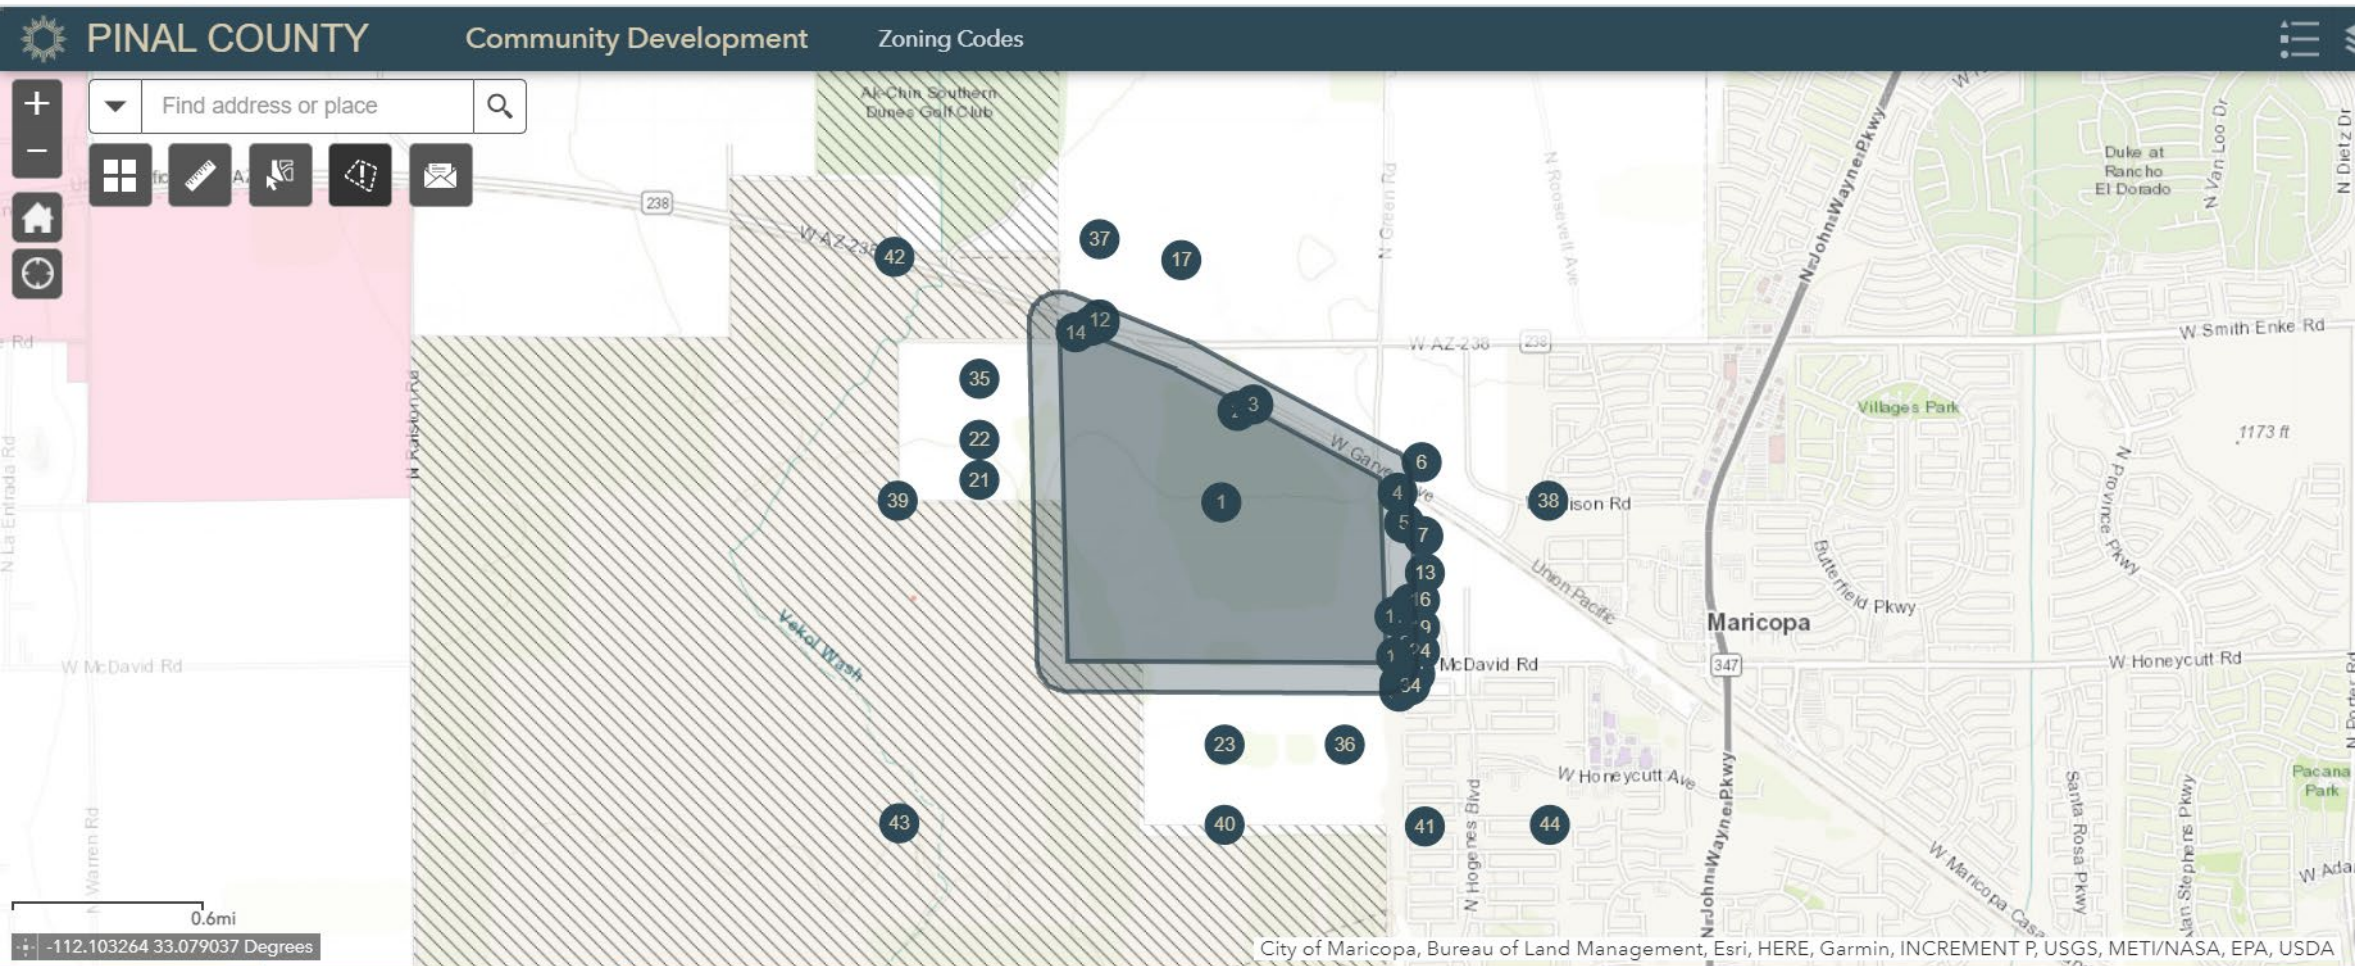 PINAL COUNTY
Community Development
Zoning Codes
+
−
Find address or place
Ak-Chin Southern
Dunes Golf Club
238
W AZ-238
42
37
17
14
12
35
22
21
39
3
1
W Garvey Ave
6
4
5
7
13
16
34
38
23
36
43
40
41
44
N Green Rd
N Roosevelt Ave
W AZ-238
238
N John Wayne Pkwy
Duke at
Rancho
El Dorado
N Van Loo Dr
N Dietz Dr
W Smith Enke Rd
Villages Park
1173 ft
N Province Pkwy
Butterfield Pkwy
Union Pacific
Maricopa
347
W Honeycutt Rd
McDavid Rd
W Honeycutt Ave
N Hogenes Blvd
N John Wayne Pkwy
Santa Rosa Pkwy
Pacana
Park
W Maricopa Casa
N Ralston Rd
N La Entrada Rd
Rd
W McDavid Rd
N Warren Rd
Vekol Wash
0.6mi
-112.103264 33.079037 Degrees
City of Maricopa, Bureau of Land Management, Esri, HERE, Garmin, INCREMENT P, USGS, METI/NASA, EPA, USDA